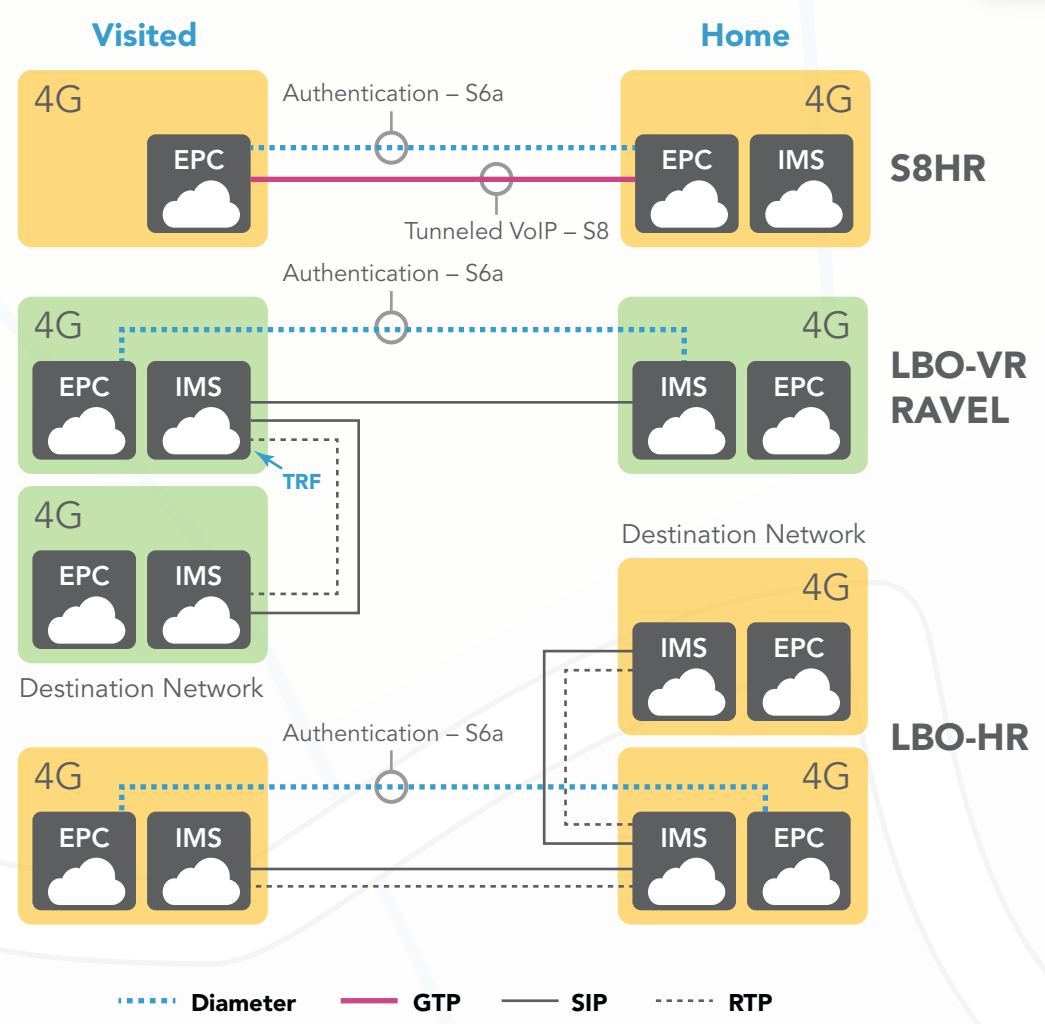 Visited
Home
4G
Authentication – S6a
4G
EPC
EPC
IMS
S8HR
Tunneled VoIP – S8
Authentication – S6a
4G
4G
EPC
IMS
IMS
EPC
LBO-VR
RAVEL
TRF
4G
EPC
IMS
Destination Network
Destination Network
4G
IMS
EPC
LBO-HR
Authentication – S6a
4G
4G
EPC
IMS
IMS
EPC
Diameter
GTP
SIP
RTP